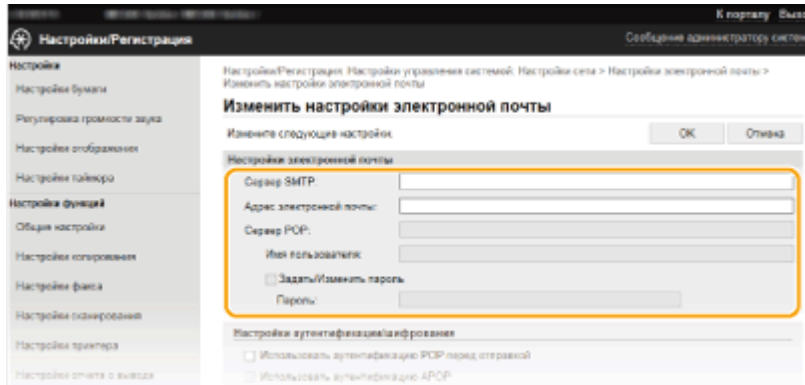 К порталу
Настройки/Регистрация
Сообщение администратору
Настройки
Настройки бумаги
Регулировка громкости звука
Настройки отображения
Настройки таймера
Настройки функций
Общие настройки
Настройки копирования
Настройки факса
Настройки сканирования
Настройки принтера
Настройки отчета о выводе
Настройки/Регистрация: Настройки управления системой: Настройки сети > Настройки электронной почты >
Изменить настройки электронной почты
Изменить настройки электронной почты
Измените следующие настройки.
OK
Отмена
Настройки электронной почты
Сервер SMTP:
Адрес электронной почты:
Сервер POP:
Имя пользователя:
Задать/Изменить пароль
Пароль:
Настройки аутентификации/шифрования
Использовать аутентификацию POP перед отправкой
Использовать аутентификацию APOP